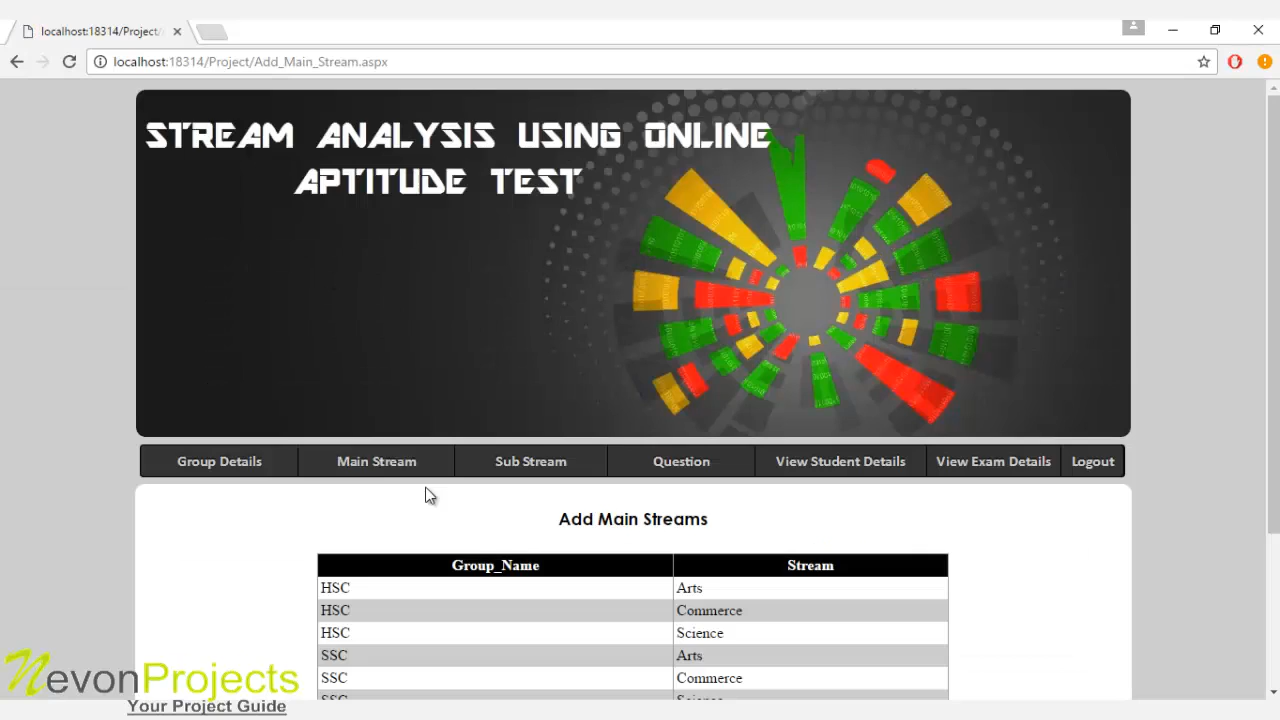 localhost:18314/Project/
localhost:18314/Project/Add_Main_Stream.aspx
STREAM ANALYSIS USING ONLINE
APTITUDE TEST
Group Details Main Stream Sub Stream Question View Student Details View Exam Details Logout
Add Main Streams
Group_Name Stream
HSC Arts
HSC Commerce
HSC Science
SSC Arts
SSC Commerce
SSC Science
NevonProjects
Your Project Guide